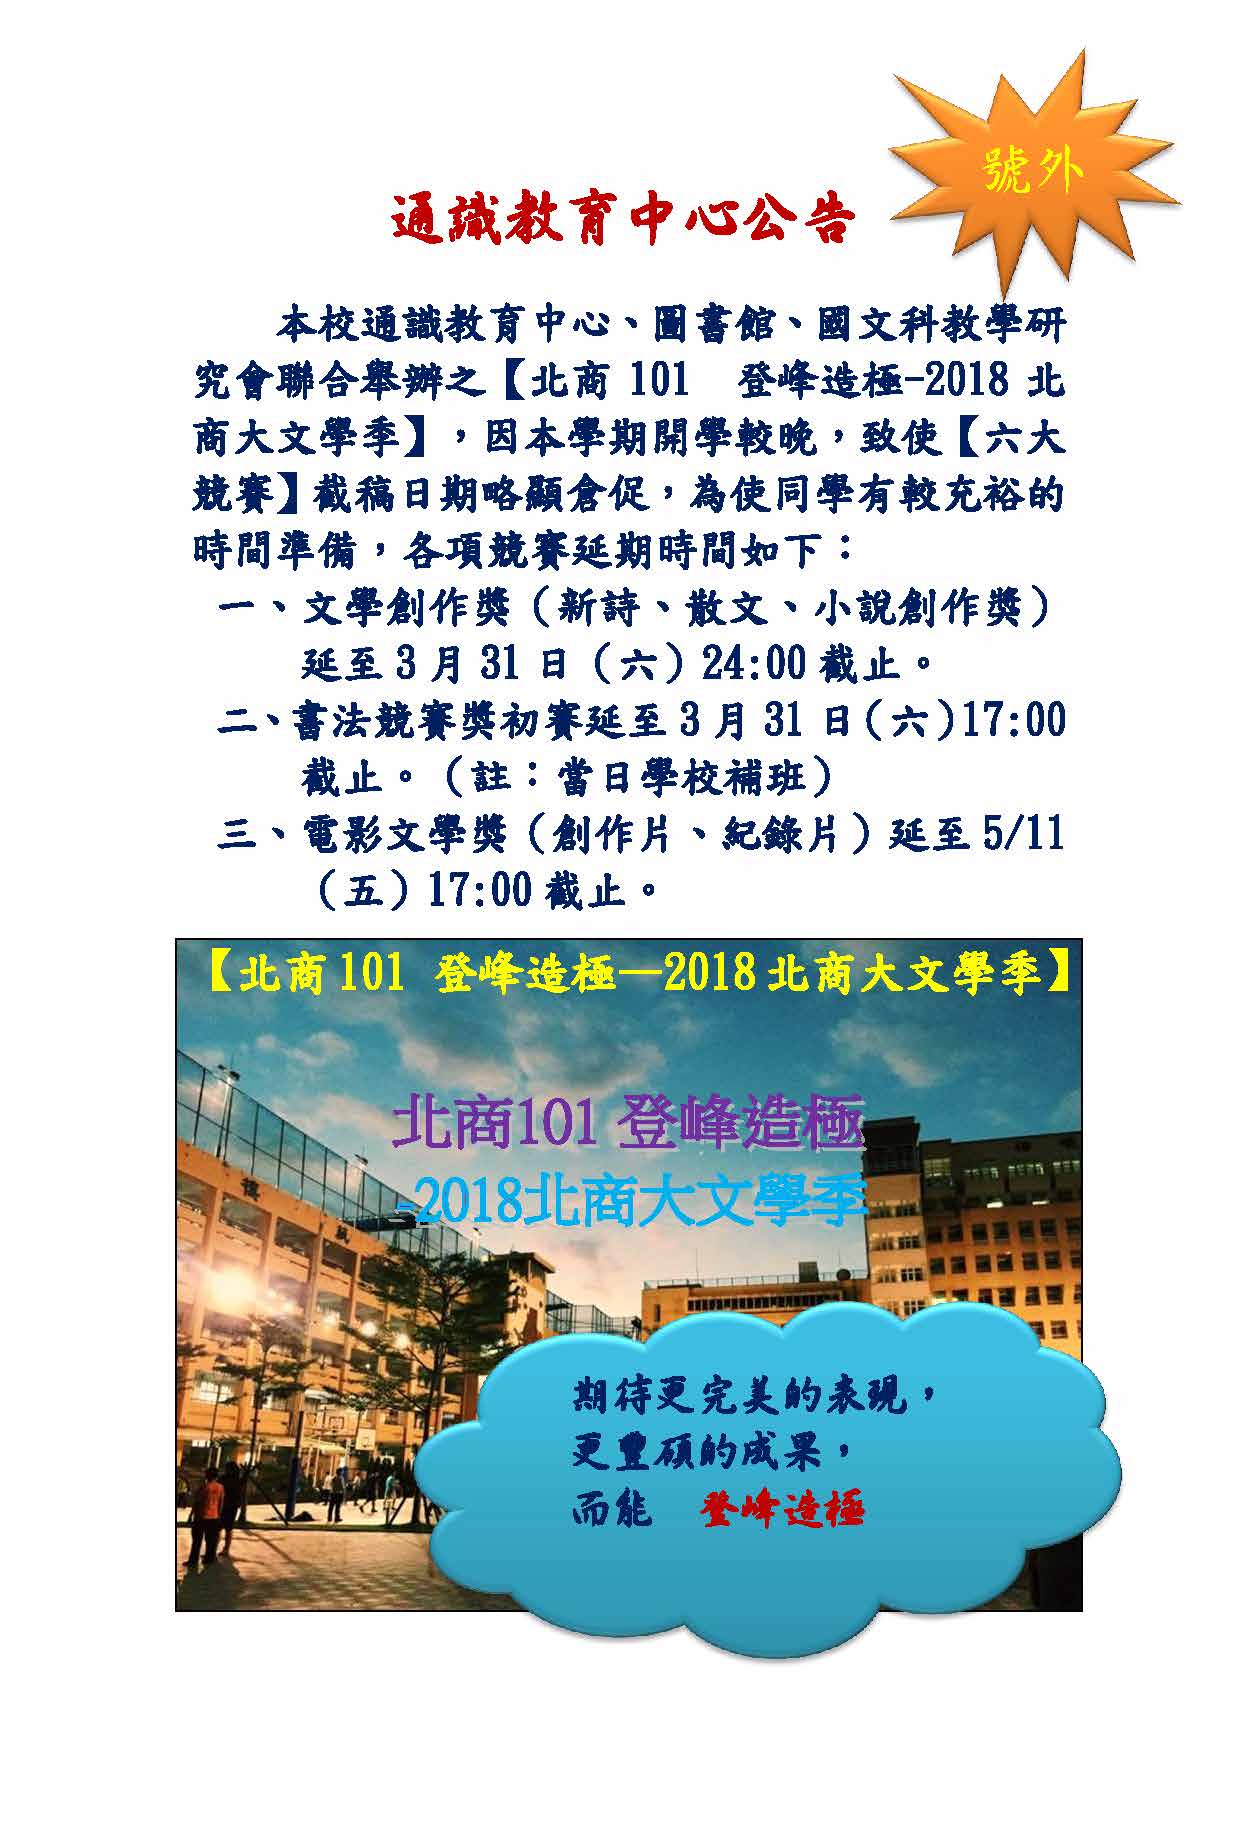 號外
通識教育中心公告
本校通識教育中心、圖書館、國文科教學研
究會聯合舉辦之【北商 101　登峰造極-2018 北
商大文學季】，因本學期開學較晚，致使【六大
競賽】截稿日期略顯倉促，為使同學有較充裕的
時間準備，各項競賽延期時間如下：
一、文學創作獎（新詩、散文、小說創作獎）
延至 3 月 31 日（六）24:00 截止。
二、書法競賽獎初賽延至 3 月 31 日(六)17:00
截止。（註：當日學校補班）
三、電影文學獎（創作片、紀錄片）延至 5/11
（五）17:00 截止。
【北商 101 登峰造極—2018 北商大文學季】
北商101 登峰造極
-2018北商大文學季
期待更完美的表現，
更豐碩的成果，
而能　登峰造極